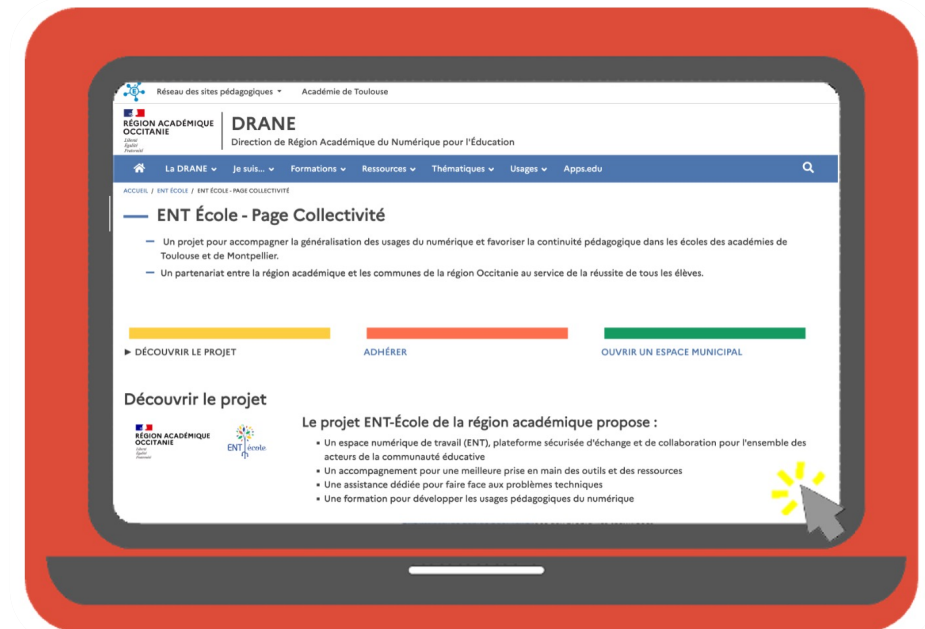 Réseau des sites pédagogiques
Académie de Toulouse
RÉGION ACADÉMIQUE
OCCITANIE
Liberté
Égalité
Fraternité
DRANE
Direction de Région Académique du Numérique pour l'Éducation
La DRANE
Je suis...
Formations
Ressources
Thématiques
Usages
Apps.edu
ACCUEIL / ENT ÉCOLE / ENT ÉCOLE - PAGE COLLECTIVITÉ
ENT École - Page Collectivité
Un projet pour accompagner la généralisation des usages du numérique et favoriser la continuité pédagogique dans les écoles des académies de
Toulouse et de Montpellier.
Un partenariat entre la région académique et les communes de la région Occitanie au service de la réussite de tous les élèves.
▶ DÉCOUVRIR LE PROJET
ADHÉRER
OUVRIR UN ESPACE MUNICIPAL
Découvrir le projet
RÉGION ACADÉMIQUE
OCCITANIE
Liberté
Égalité
Fraternité
ENT école
Le projet ENT-École de la région académique propose :
▪ Un espace numérique de travail (ENT), plateforme sécurisée d'échange et de collaboration pour l'ensemble des
acteurs de la communauté éducative
▪ Un accompagnement pour une meilleure prise en main des outils et des ressources
▪ Une assistance dédiée pour faire face aux problèmes techniques
▪ Une formation pour développer les usages pédagogiques du numérique